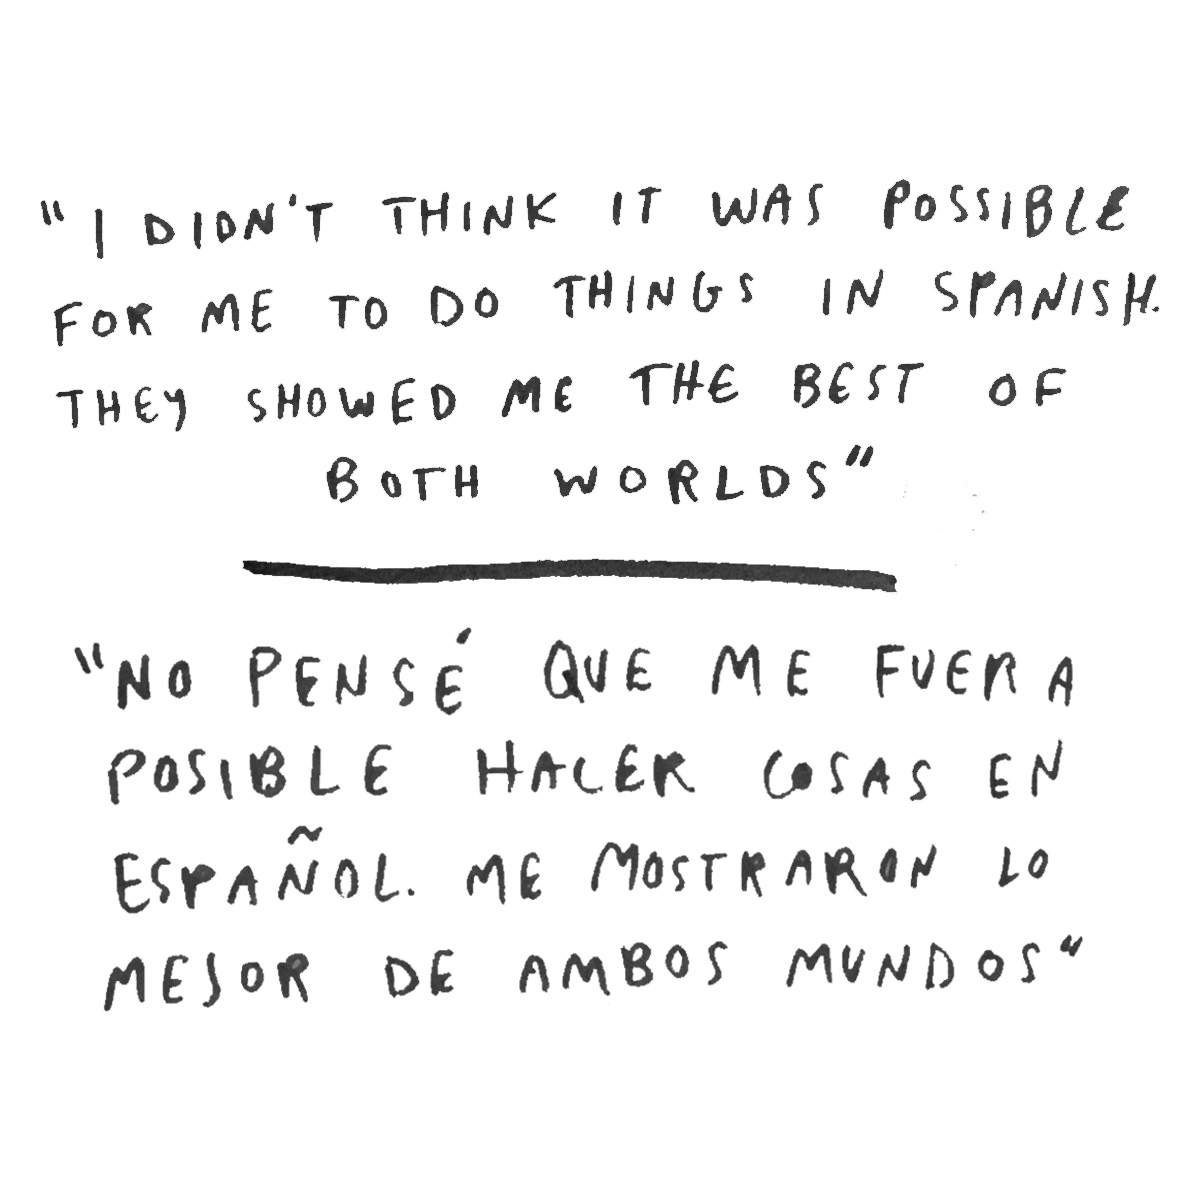 "I DIDN'T THINK IT WAS POSSIBLE
FOR ME TO DO THINGS IN SPANISH.
THEY SHOWED ME THE BEST OF
BOTH WORLDS"
"NO PENSÉ QUE ME FUERA
POSIBLE HACER COSAS EN
ESPAÑOL. ME MOSTRARON LO
MEJOR DE AMBOS MUNDOS"